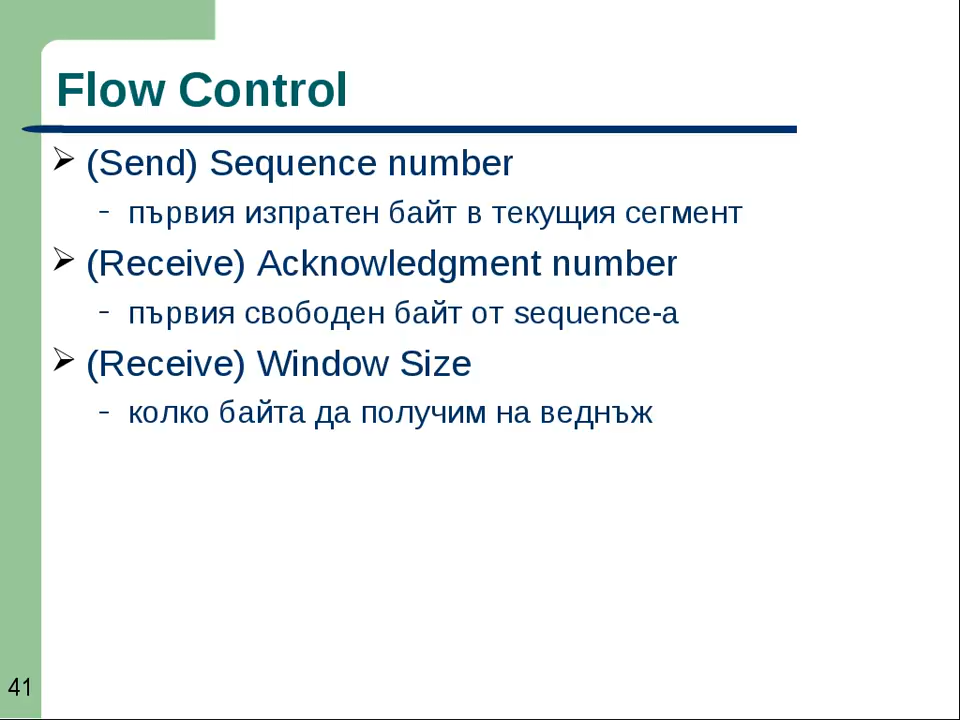 Flow Control
(Send) Sequence number
първия изпратен байт в текущия сегмент
(Receive) Acknowledgment number
първия свободен байт от sequence-а
(Receive) Window Size
колко байта да получим на веднъж
41